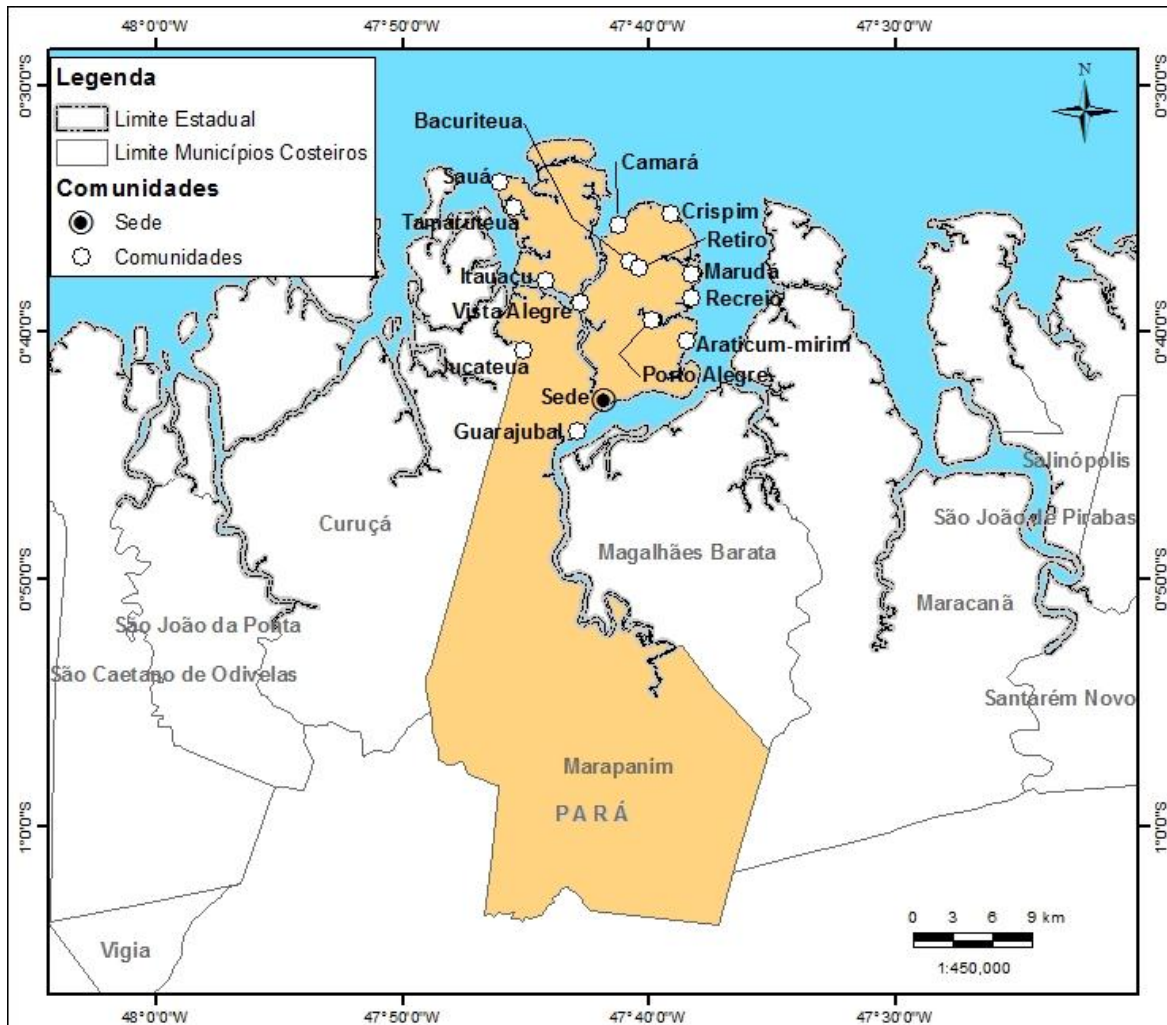 48°0'0"W
47°50'0"W
47°40'0"W
47°30'0"W
0°30'0"S
0°30'0"S
Legenda
Limite Estadual
Limite Municípios Costeiros
Comunidades
Sede
Comunidades
N
Bacuriteua
Camará
Sauá
Crispim
Tamaruteua
Retiro
Itauaçu
Marudá
Vista Alegre
Recreio
0°40'0"S
0°40'0"S
Araticum-mirim
Jucateua
Porto Alegre
Sede
Guarajubal
Salinópolis
São João de Pirabas
Curuçá
Magalhães Barata
0°50'0"S
0°50'0"S
Maracanã
São João da Ponta
São Caetano de Odivelas
Santarém Novo
Marapanim
PARÁ
1°0'0"S
1°0'0"S
0 3 6 9 km
Vigia
1:450,000
48°0'0"W
47°50'0"W
47°40'0"W
47°30'0"W